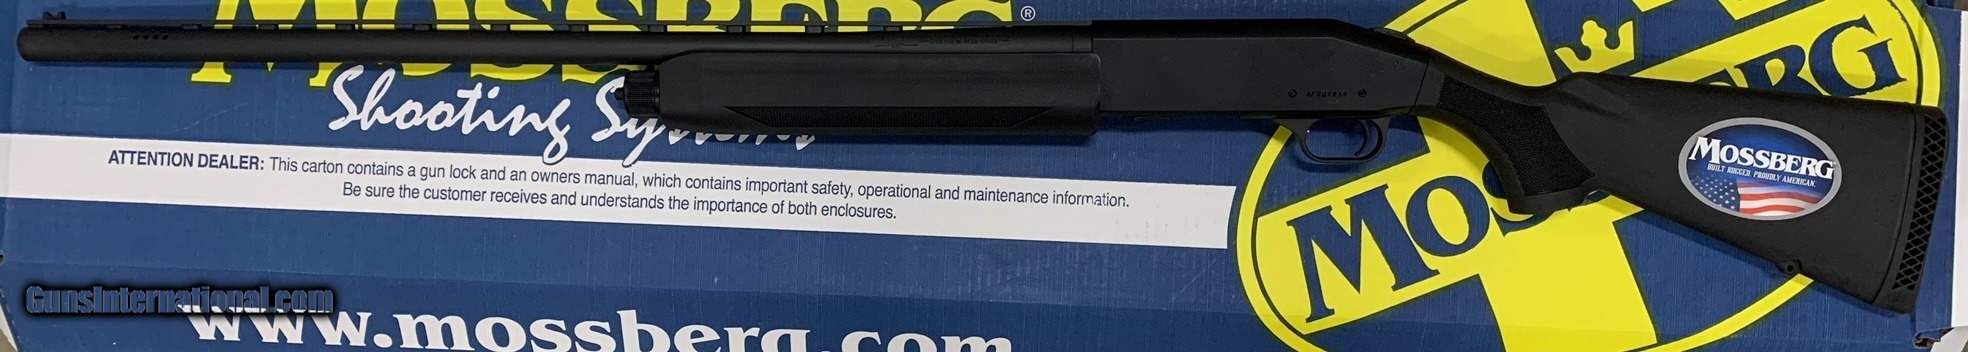 MOSSBERG®
Shooting Systems
ATTENTION DEALER: This carton contains a gun lock and an owners manual, which contains important safety, operational and maintenance information.
Be sure the customer receives and understands the importance of both enclosures.
MOSSBERG
MOSSBERG
MOSSBERG
BUILT RUGGED. PROUDLY AMERICAN.
GunsInternational.com
www.mossberg.com